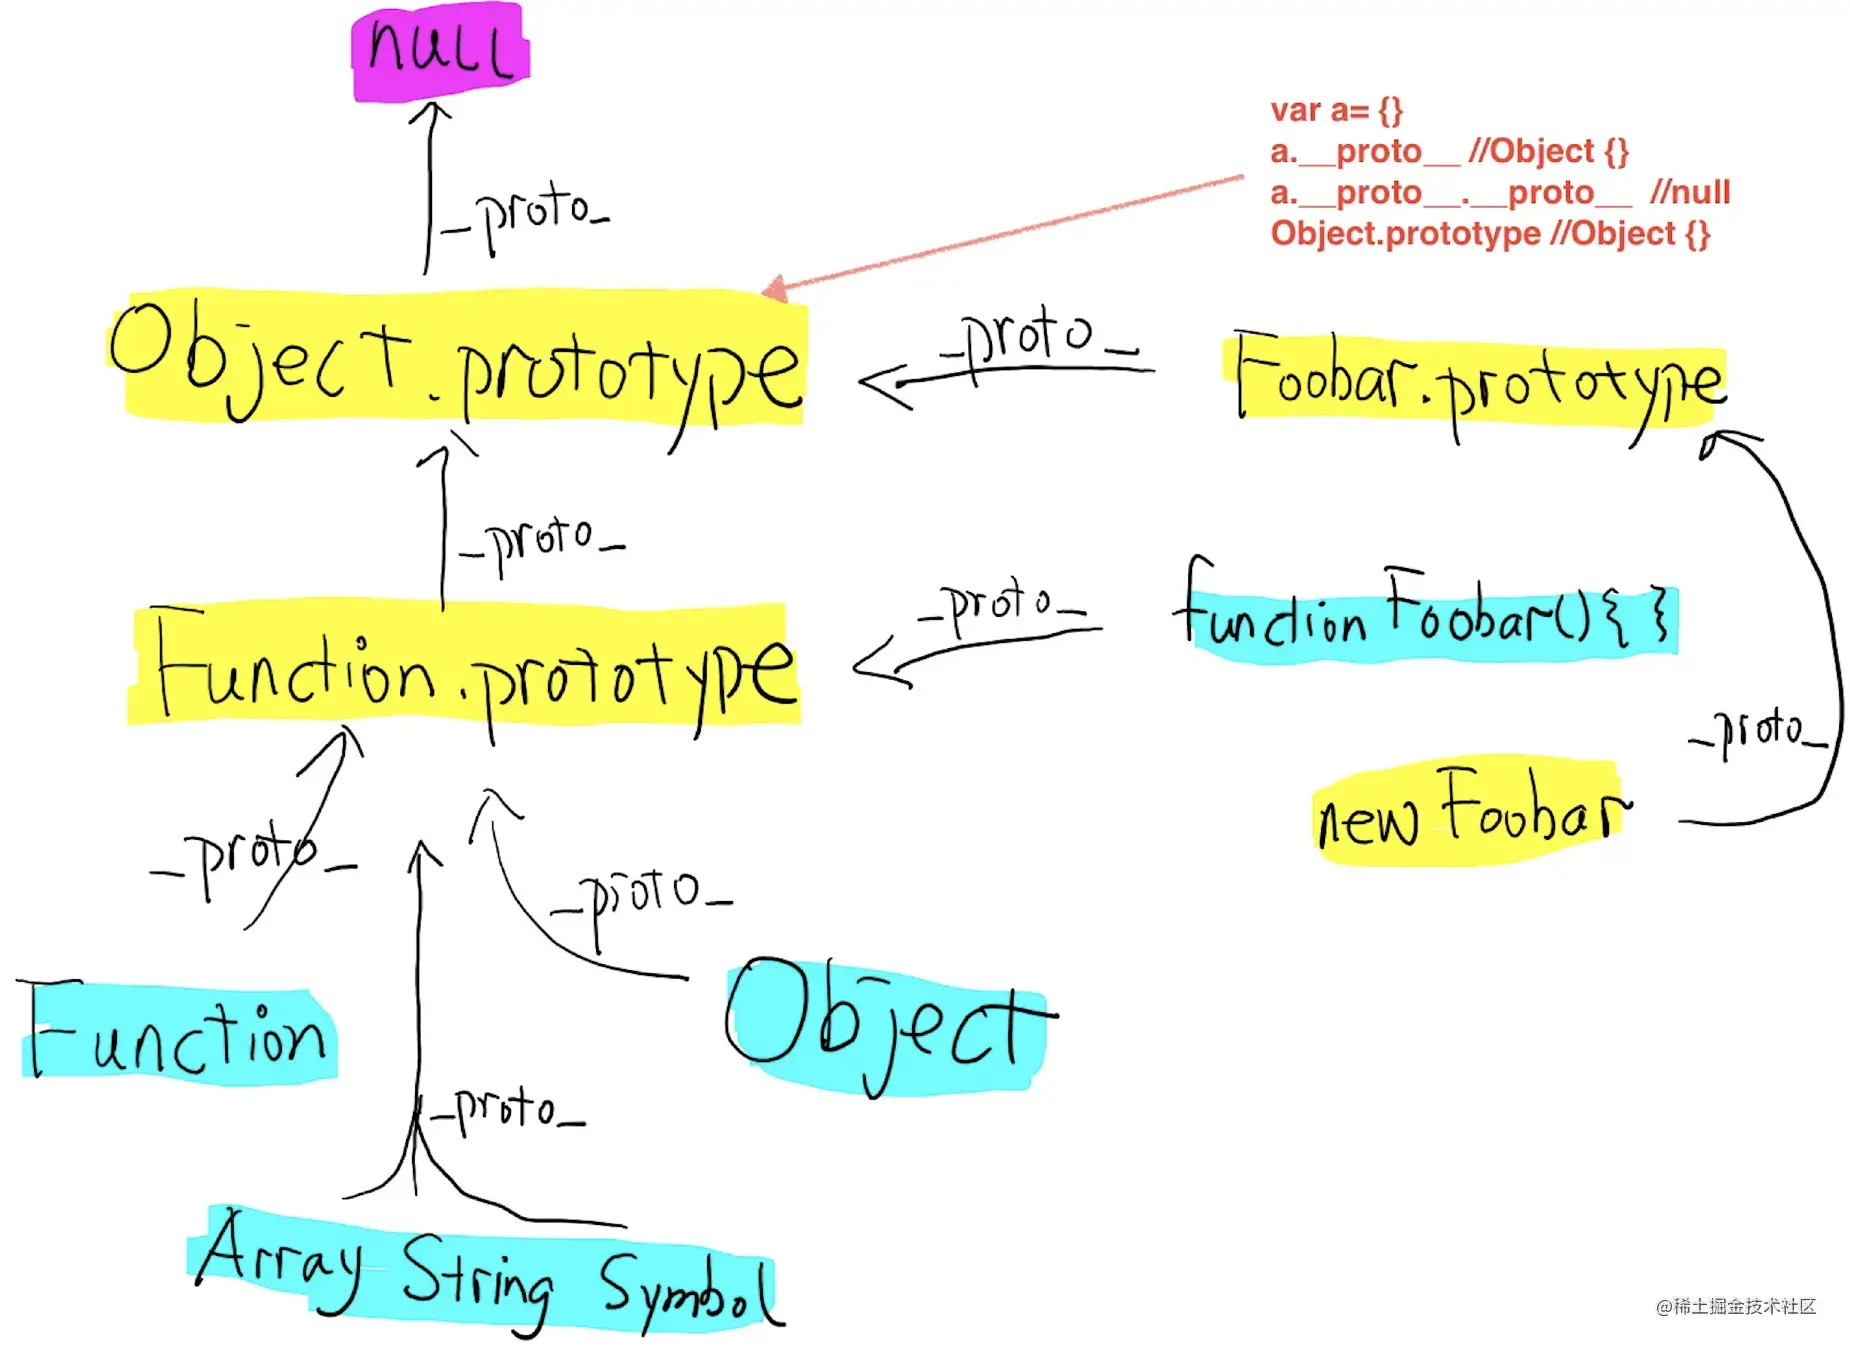 null
var a= {}
a.__proto__ //Object {}
a.__proto__.__proto__ //null
Object.prototype //Object {}
_proto_
Object.prototype
_proto_
Foobar.prototype
_proto_
_proto_
function Foobar(){ }
Function.prototype
_proto_
new Foobar
_proto_
_proto_
Function
Object
_proto_
Array String Symbol
@稀土掘金技术社区